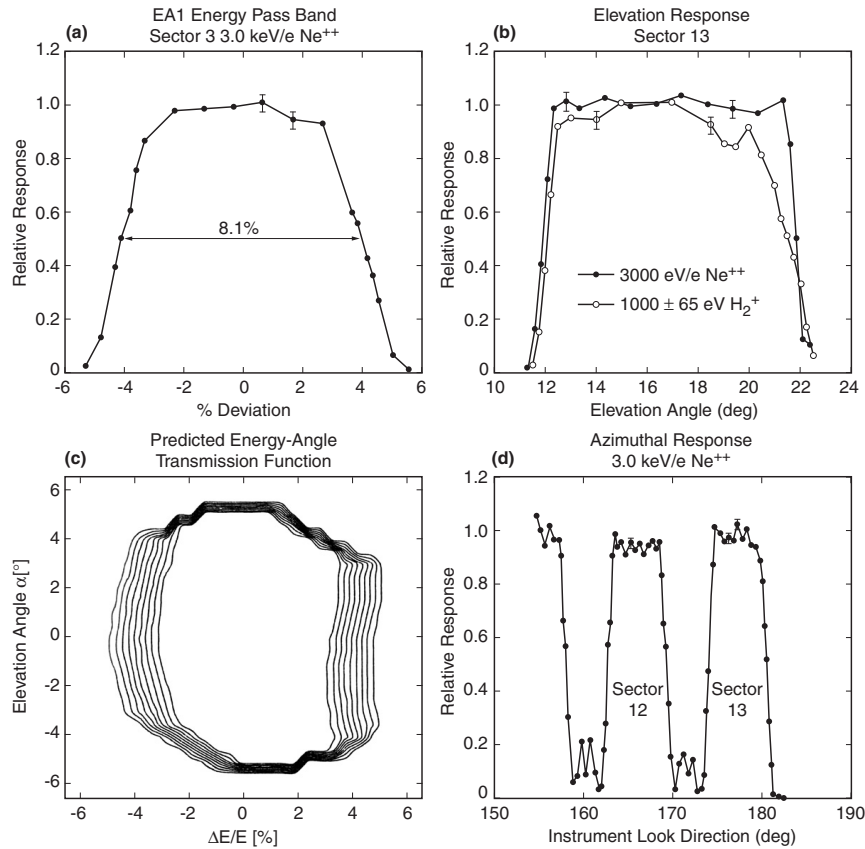 EA1 Energy Pass Band
(a) Sector 3 3.0 keV/e Ne++
1.2
1.0
0.8
0.6
0.4
0.2
0
Relative Response
8.1%
-6 -4 -2 0 2 4 6
% Deviation
Elevation Response
(b) Sector 13
1.2
1.0
0.8
0.6
0.4
0.2
0
Relative Response
3000 eV/e Ne++
1000 ± 65 eV H2+
10 12 14 16 18 20 22 24
Elevation Angle (deg)
Predicted Energy-Angle
(c) Transmission Function
6
4
2
0
-2
-4
-6
Elevation Angle α[°]
-6 -4 -2 0 2 4 6
ΔE/E [%]
Azimuthal Response
(d) 3.0 keV/e Ne++
1.2
1.0
0.8
0.6
0.4
0.2
0
Relative Response
Sector
12
Sector
13
150 160 170 180 190
Instrument Look Direction (deg)